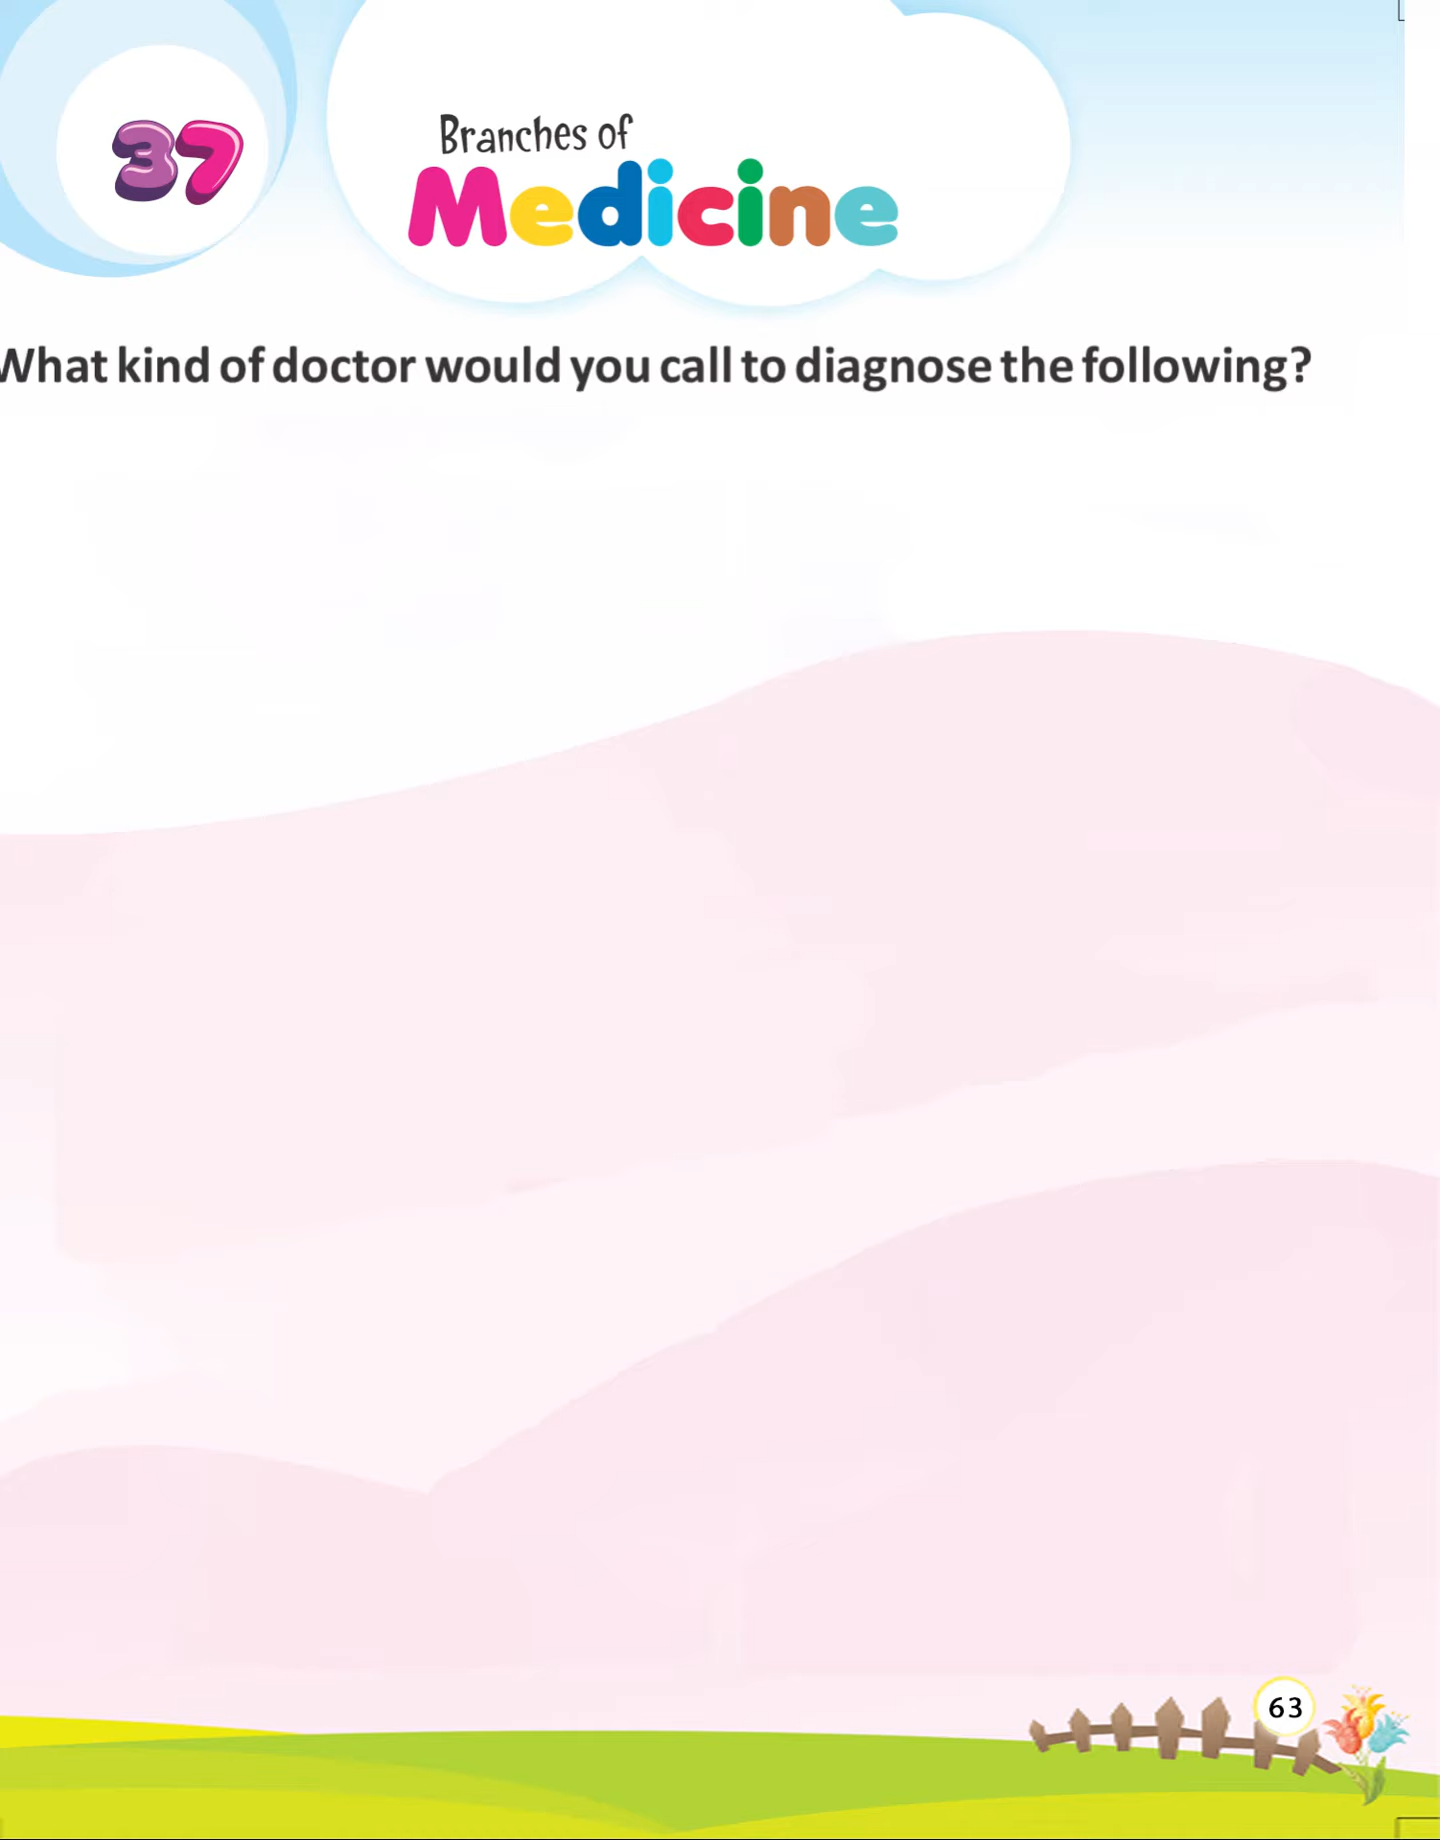 37
Branches of
Medicine
What kind of doctor would you call to diagnose the following?
63